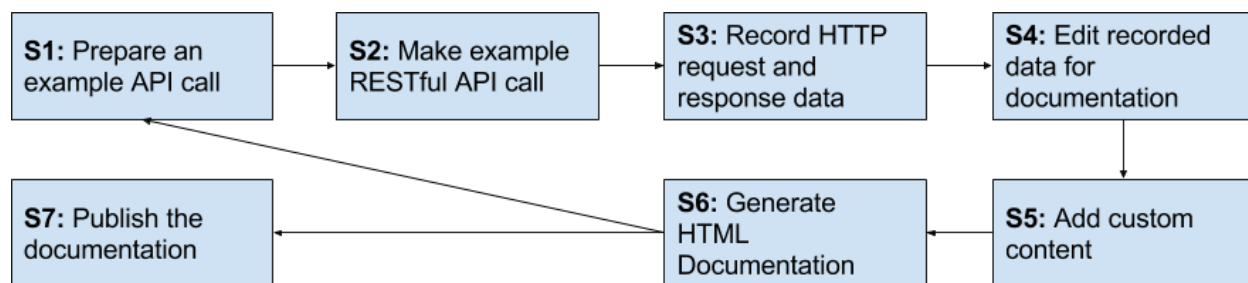 S1: Prepare an
example API call
S2: Make example
RESTful API call
S3: Record HTTP
request and
response data
S4: Edit recorded
data for
documentation
S7: Publish the
documentation
S6: Generate
HTML
Documentation
S5: Add custom
content